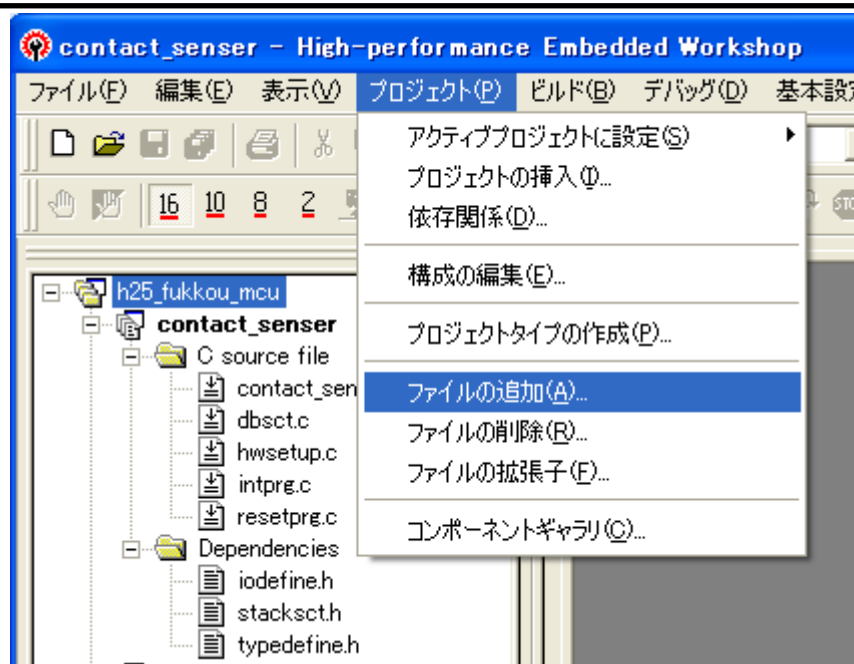 contact_senser - High-performance Embedded Workshop
ファイル(F) 編集(E) 表示(V) プロジェクト(P) ビルド(B) デバッグ(D) 基本設
アクティブプロジェクトに設定(S)
プロジェクトの挿入(I)...
依存関係(D)...
構成の編集(E)...
プロジェクトタイプの作成(P)...
ファイルの追加(A)...
ファイルの削除(R)...
ファイルの拡張子(F)...
コンポーネントギャラリ(C)...
16 10 8 2
STO
h25_fukkou_mcu
contact_senser
C source file
contact_sen
dbsct.c
hwsetup.c
intprg.c
resetprg.c
Dependencies
iodefine.h
stacksct.h
typedefine.h